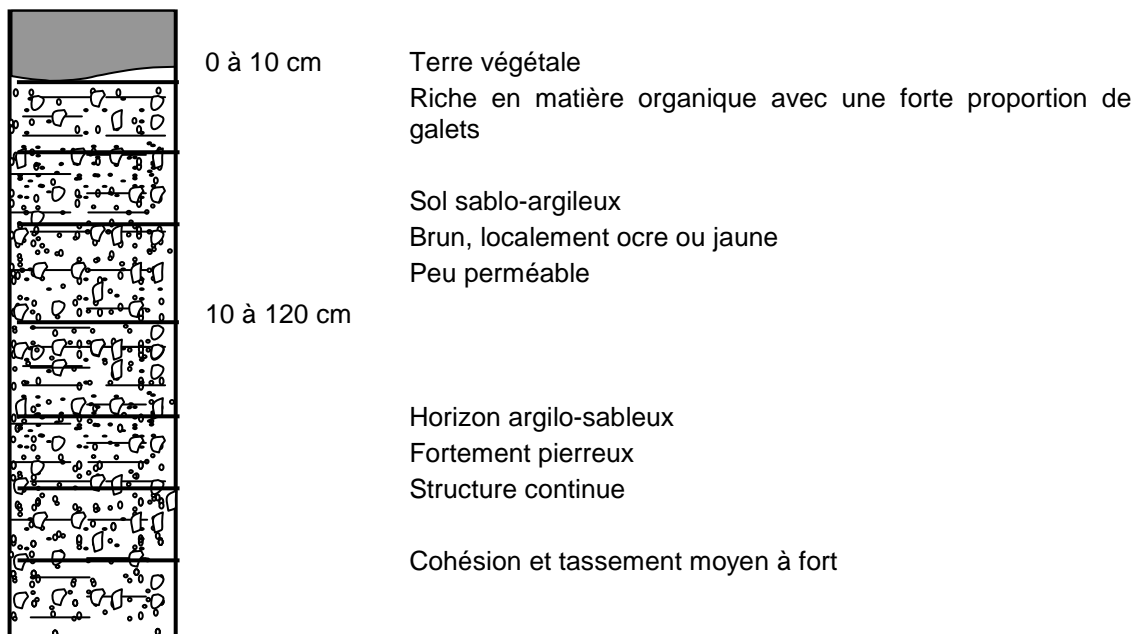 0 à 10 cm Terre végétale
Riche en matière organique avec une forte proportion de
galets
Sol sablo-argileux
Brun, localement ocre ou jaune
Peu perméable
10 à 120 cm
Horizon argilo-sableux
Fortement pierreux
Structure continue
Cohésion et tassement moyen à fort